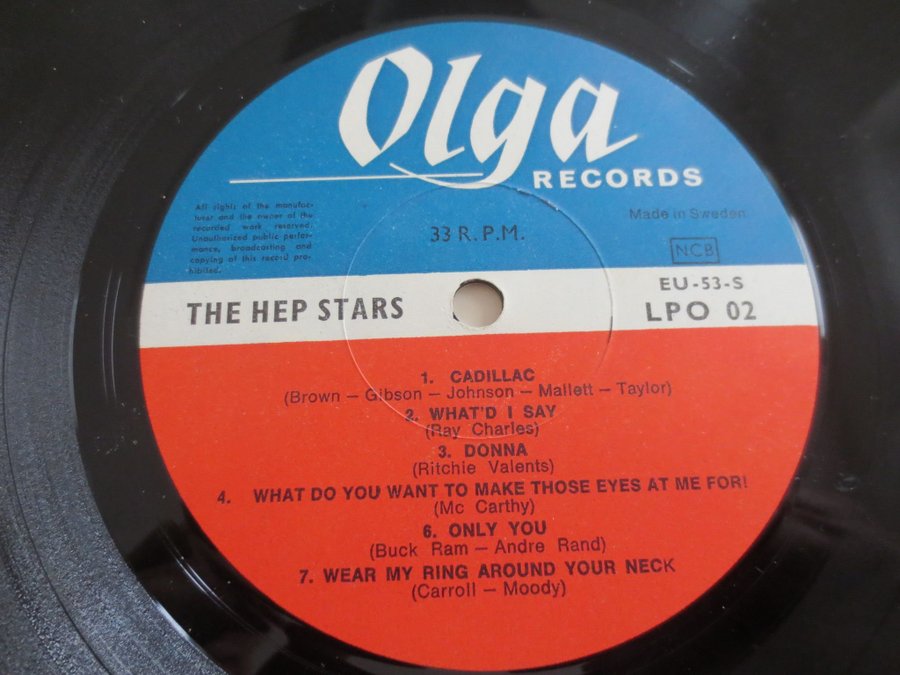 Olga
RECORDS
All rights of the manufac-
turer and the owner of the
recorded work reserved.
Unauthorized public perfor-
mance, broadcasting and
copying of this record pro-
hibited.
33 R. P. M.
Made in Sweden
NCB
THE HEP STARS
EU-53-S
LPO 02
1. CADILLAC
(Brown – Gibson – Johnson – Mallett – Taylor)
2. WHAT'D I SAY
(Ray Charles)
3. DONNA
(Ritchie Valents)
4. WHAT DO YOU WANT TO MAKE THOSE EYES AT ME FOR!
(Mc Carthy)
6. ONLY YOU
(Buck Ram – Andre Rand)
7. WEAR MY RING AROUND YOUR NECK
(Carroll – Moody)